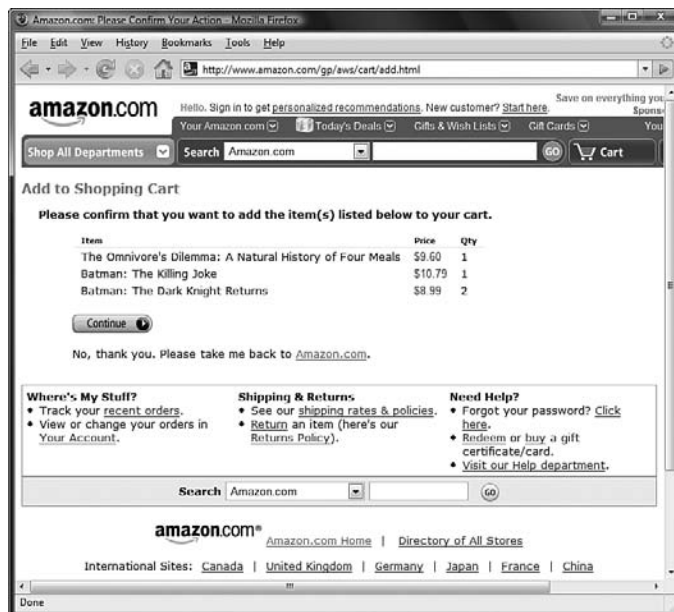 Amazon.com: Please Confirm Your Action - Mozilla Firefox
File Edit View History Bookmarks Tools Help
http://www.amazon.com/gp/aws/cart/add.html
amazon.com
Hello. Sign in to get personalized recommendations. New customer? Start here.
Save on everything you
Spons
Your Amazon.com
Today's Deals
Gifts & Wish Lists
Gift Cards
You
Shop All Departments
Search Amazon.com
GO
Cart
Add to Shopping Cart
Please confirm that you want to add the item(s) listed below to your cart.
Item Price Qty
The Omnivore's Dilemma: A Natural History of Four Meals $9.60 1
Batman: The Killing Joke $10.79 1
Batman: The Dark Knight Returns $8.99 2
Continue
No, thank you. Please take me back to Amazon.com.
Where's My Stuff?
• Track your recent orders.
• View or change your orders in
Your Account.
Shipping & Returns
• See our shipping rates & policies.
• Return an item (here's our
Returns Policy).
Need Help?
• Forgot your password? Click
here.
• Redeem or buy a gift
certificate/card.
• Visit our Help department.
Search Amazon.com
GO
amazon.com®
Amazon.com Home | Directory of All Stores
International Sites: Canada | United Kingdom | Germany | Japan | France | China
Done